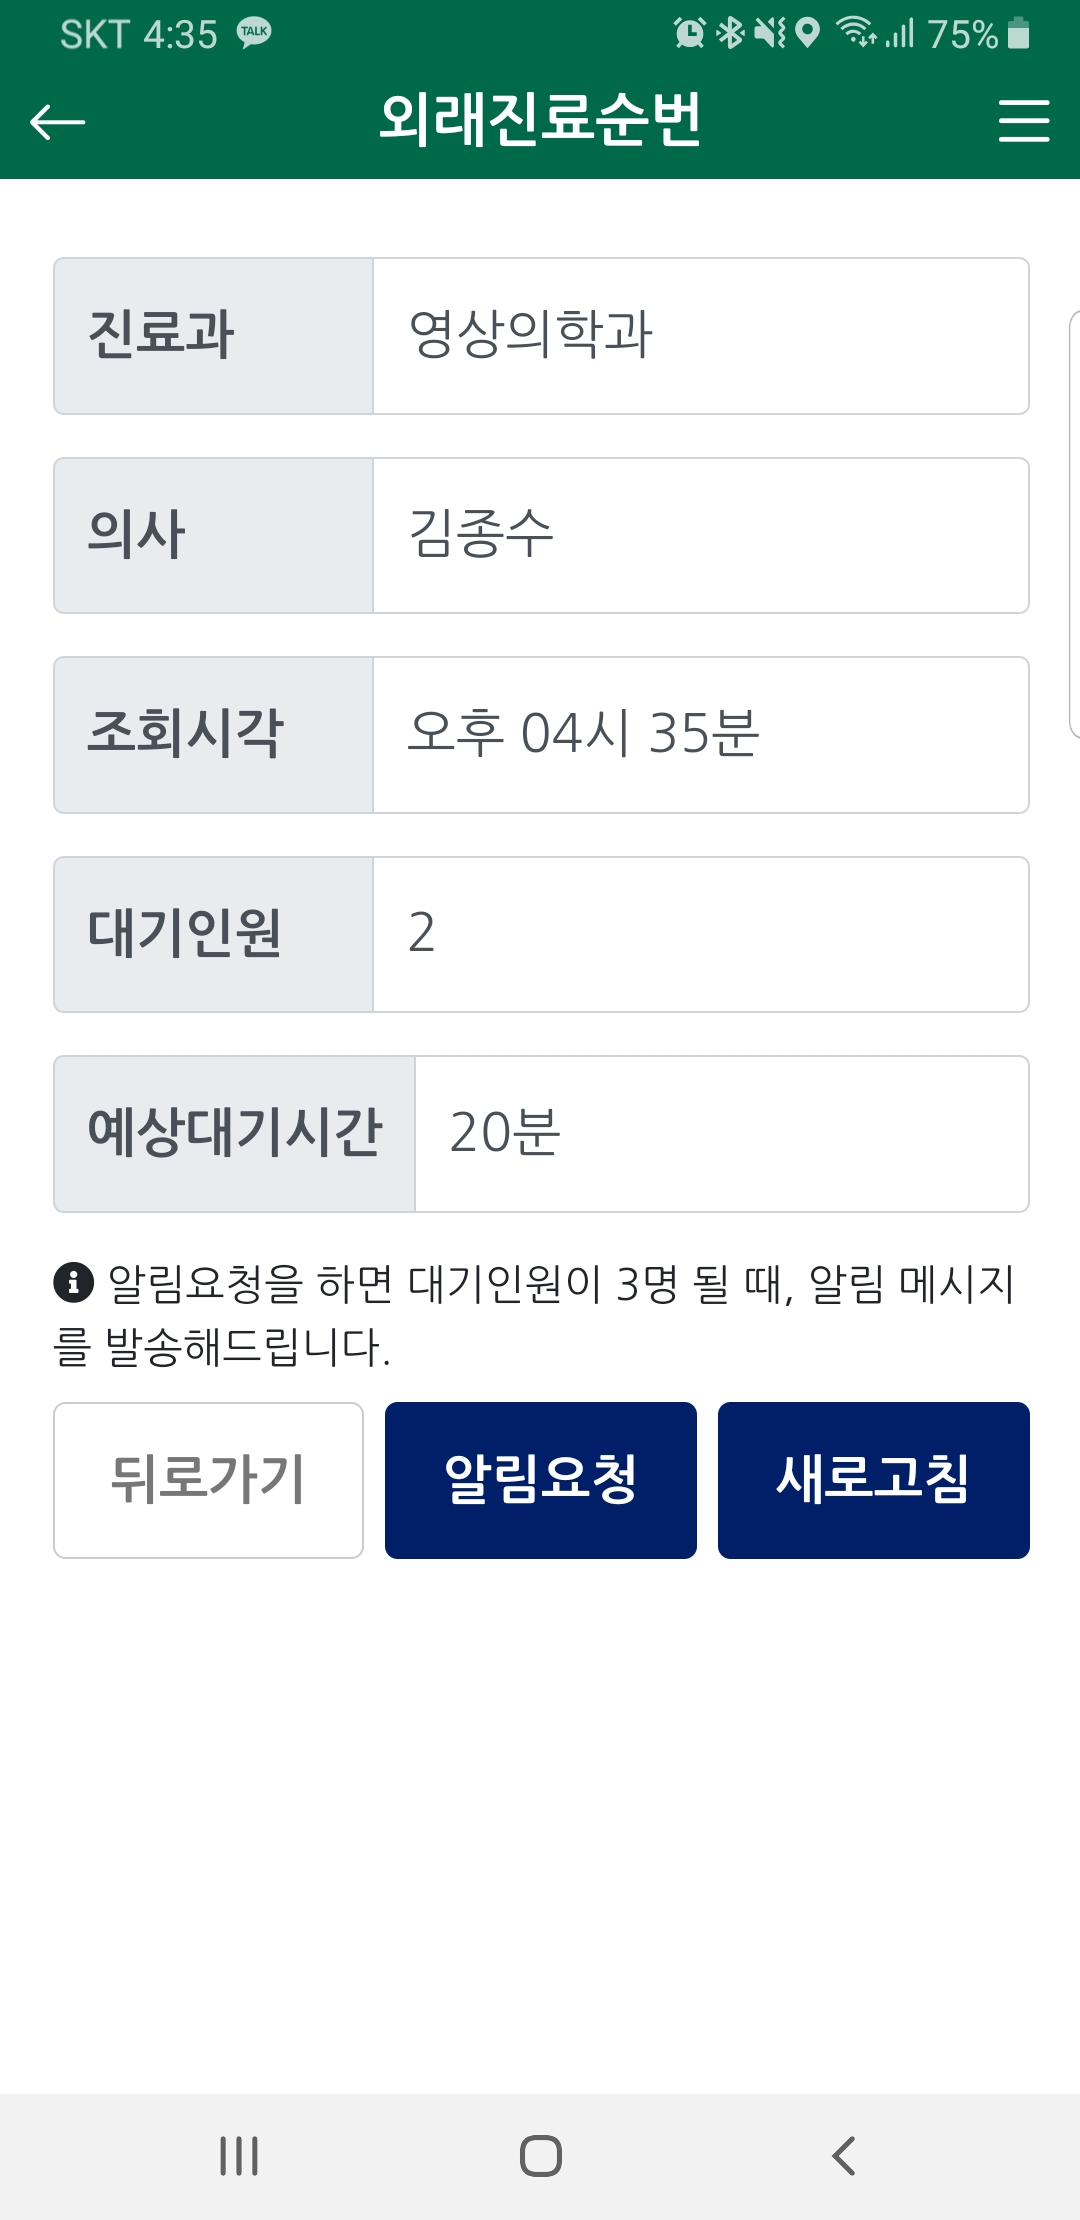 SKT 4:35 TALK 75%
외래진료순번
진료과 영상의학과
의사 김종수
조회시각 오후 04시 35분
대기인원 2
예상대기시간 20분
알림요청을 하면 대기인원이 3명 될 때, 알림 메시지
를 발송해드립니다.
뒤로가기 알림요청 새로고침